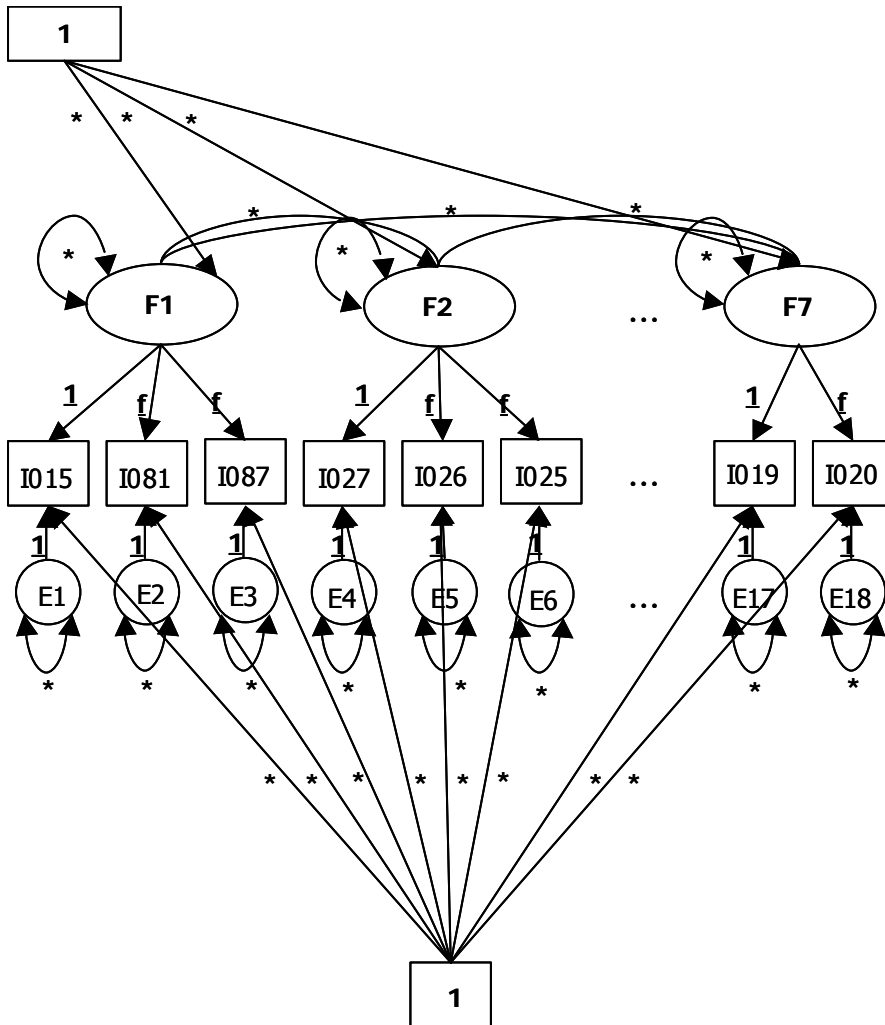 1
* * *
* * *
* * *
F1 F2 ... F7
1 f f 1 f f 1 f
I015 I081 I087 I027 I026 I025 ... I019 I020
1 1 1 1 1 1 1 1
E1 E2 E3 E4 E5 E6 ... E17 E18
* * * * * * * *
* * * * * * * *
1